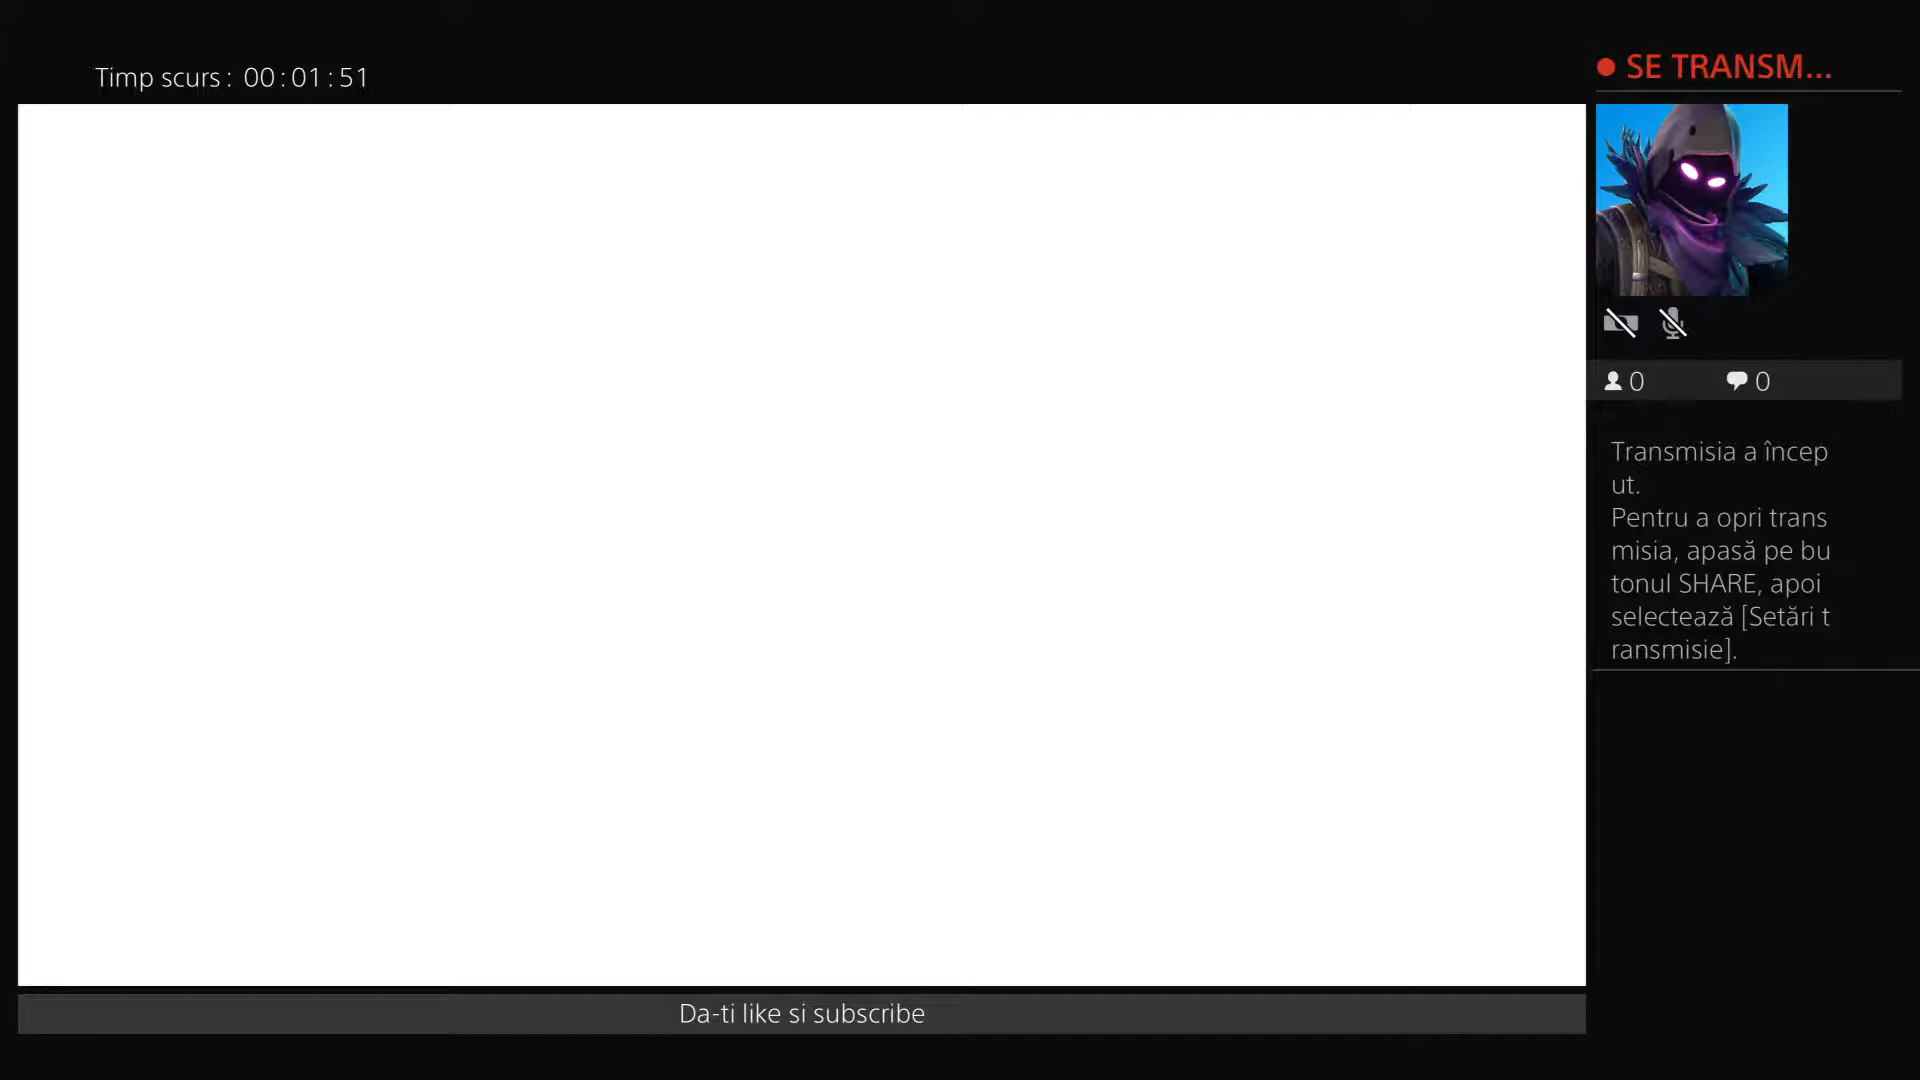 Timp scurs : 00:01:51
SE TRANSM...
0 0
Transmisia a încep
ut.
Pentru a opri trans
misia, apasă pe bu
tonul SHARE, apoi
selectează [Setări t
ransmisie].
Da-ti like si subscribe